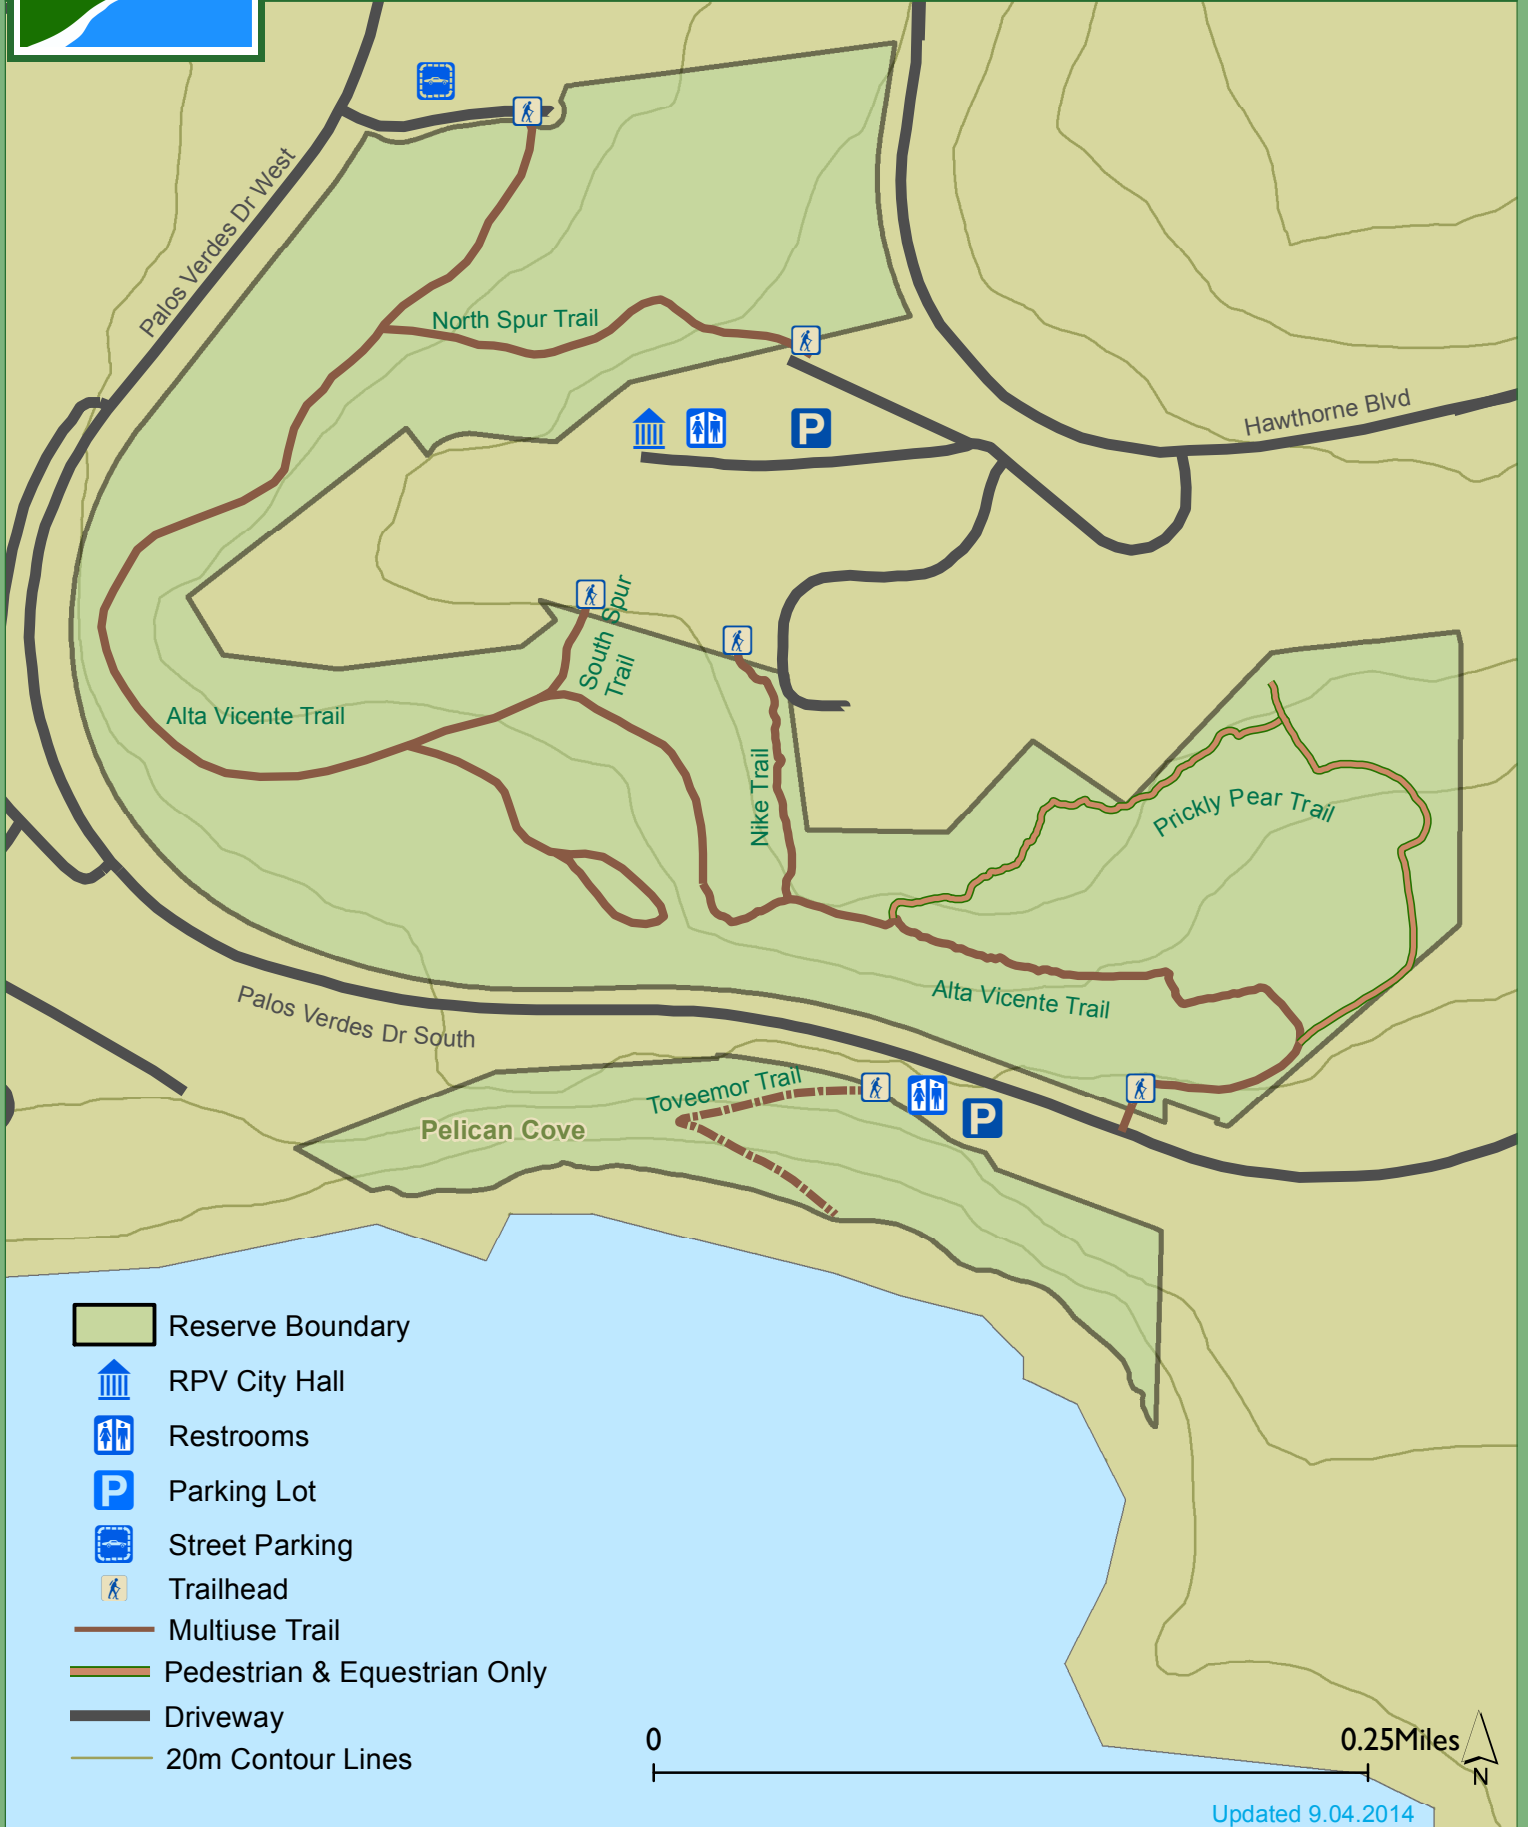 Palos Verdes Dr West
North Spur Trail
P
Hawthorne Blvd
South Spur
Trail
Alta Vicente Trail
Nike Trail
Prickly Pear Trail
Alta Vicente Trail
Palos Verdes Dr South
Toveemor Trail
P
Pelican Cove
Reserve Boundary
RPV City Hall
Restrooms
P Parking Lot
Street Parking
Trailhead
Multiuse Trail
Pedestrian & Equestrian Only
Driveway
20m Contour Lines
0 0.25Miles
N
Updated 9.04.2014